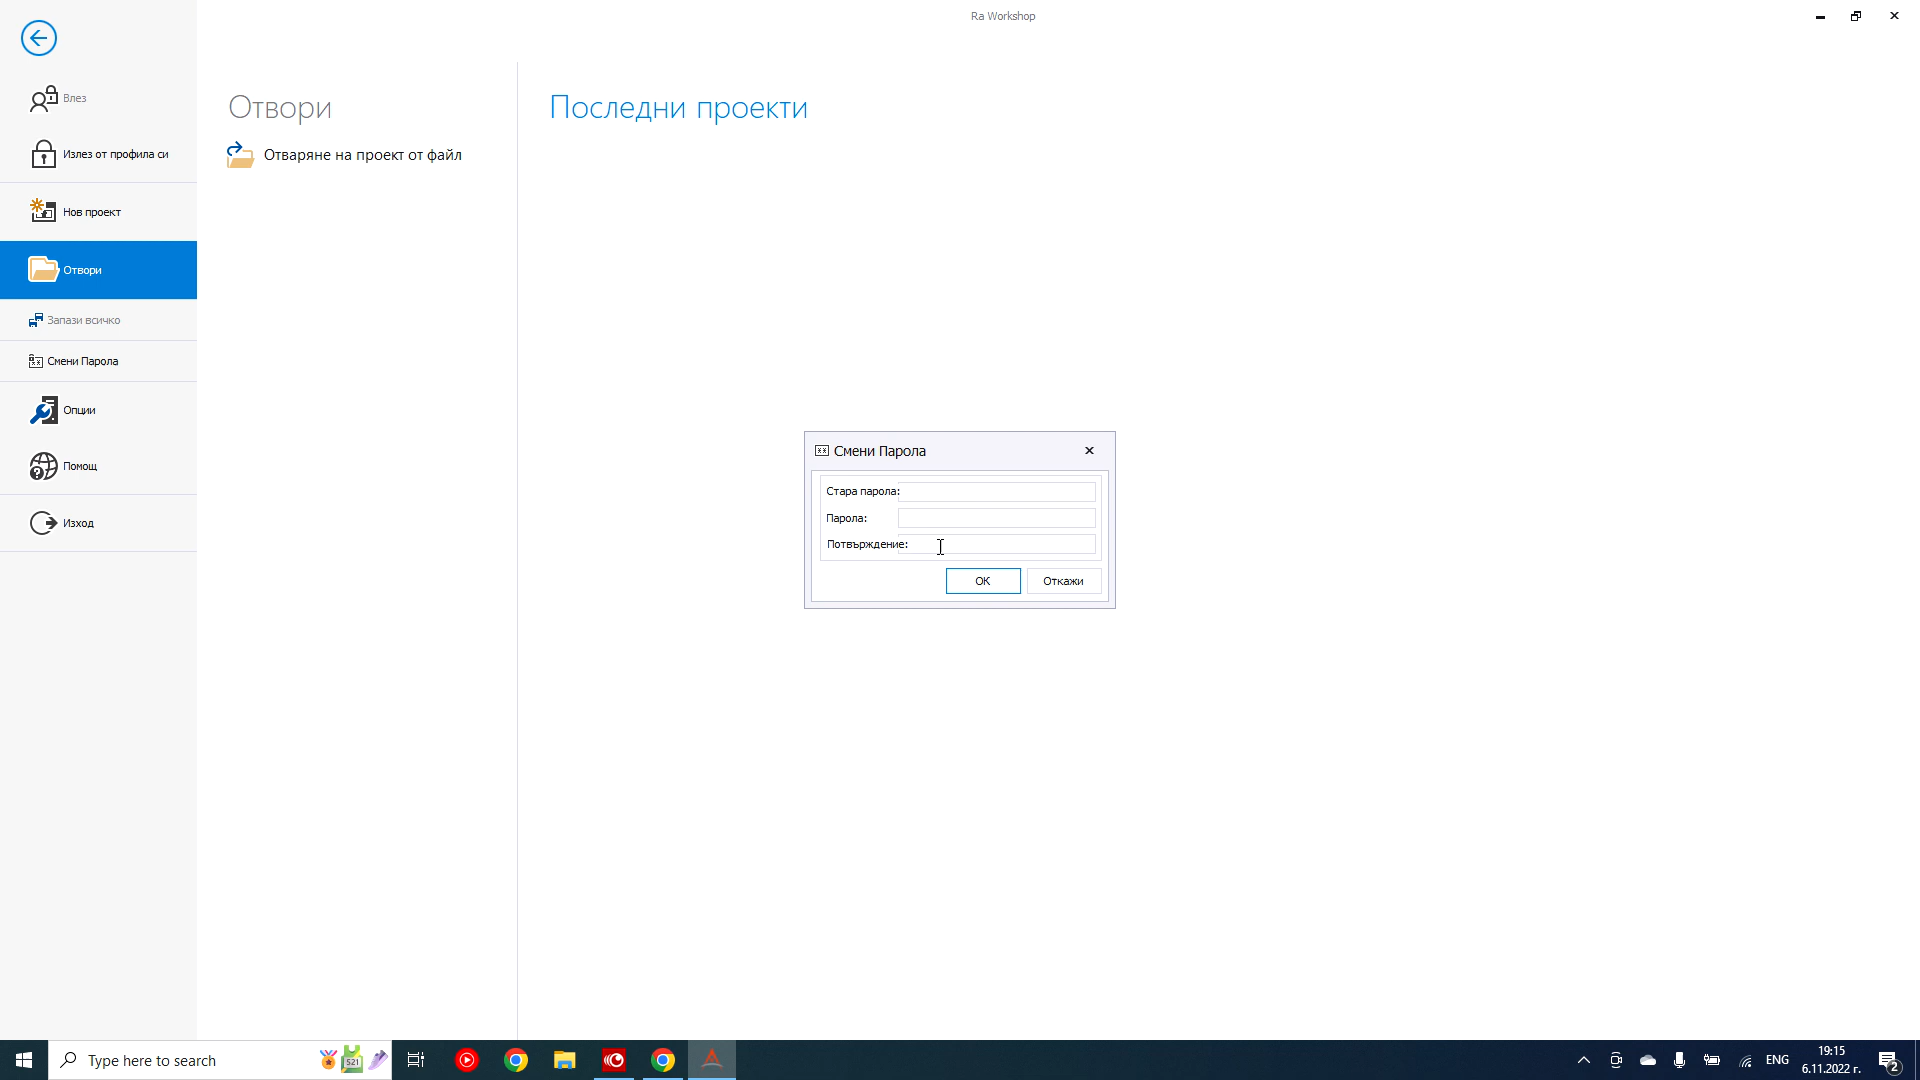 Ra Workshop
Влез
Излез от профила си
Нов проект
Отвори
Запази всичко
Смени Парола
Опции
Помощ
Изход
Отвори
Отваряне на проект от файл
Последни проекти
Смени Парола
Стара парола:
Парола:
Потвърждение:
OK
Откажи
Type here to search
S21
ENG
19:15
6.11.2022 г.
2